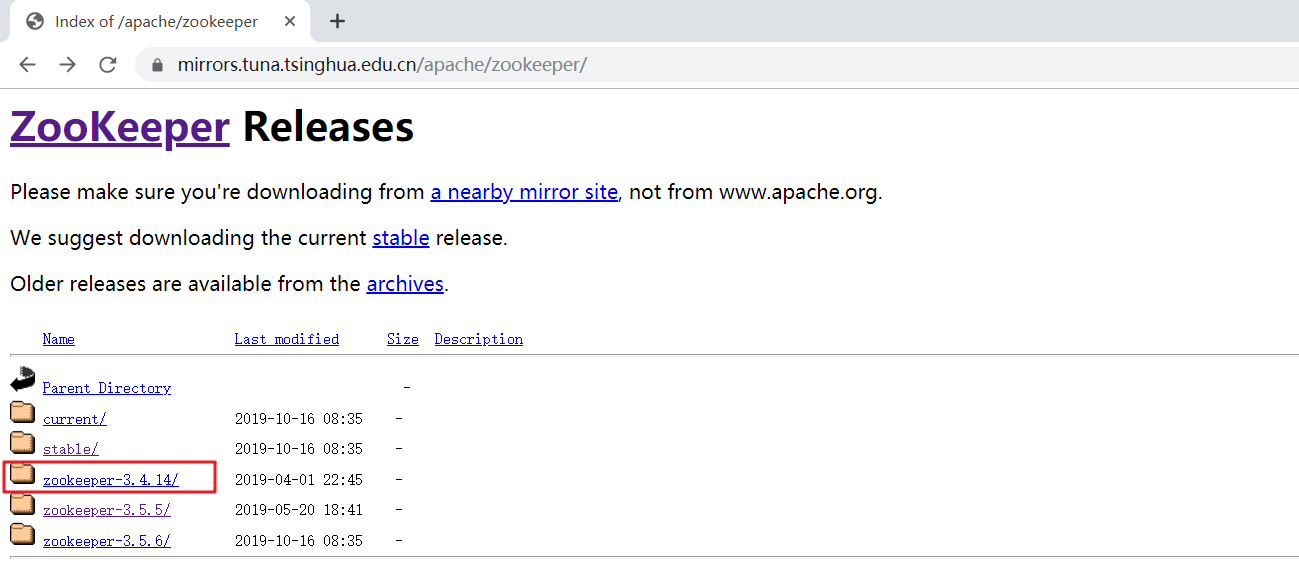 Index of /apache/zookeeper
mirrors.tuna.tsinghua.edu.cn/apache/zookeeper/
ZooKeeper Releases
Please make sure you're downloading from a nearby mirror site, not from www.apache.org.
We suggest downloading the current stable release.
Older releases are available from the archives.
Name Last modified Size Description
Parent Directory -
current/ 2019-10-16 08:35 -
stable/ 2019-10-16 08:35 -
zookeeper-3.4.14/ 2019-04-01 22:45 -
zookeeper-3.5.5/ 2019-05-20 18:41 -
zookeeper-3.5.6/ 2019-10-16 08:35 -